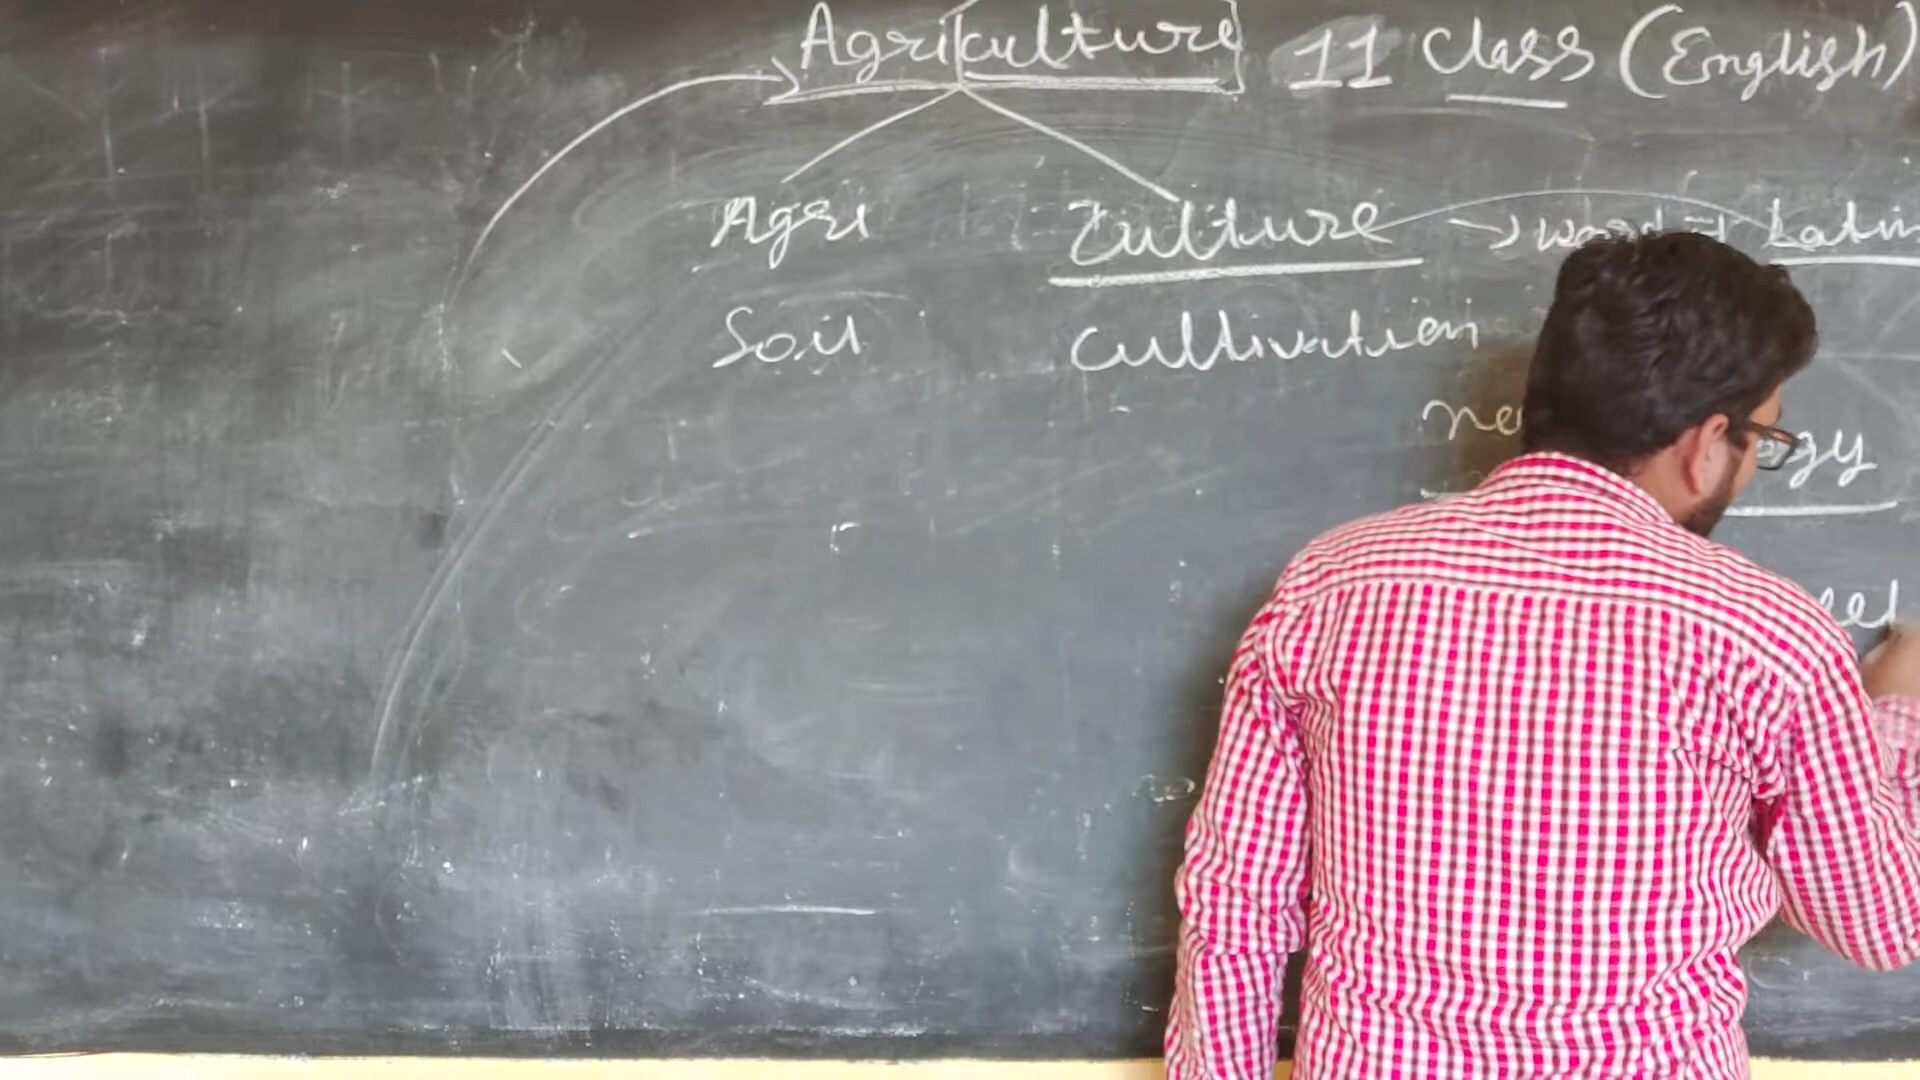 Agriculture 11 Class (English)
Agri Culture → word Latin
Soil Cultivation